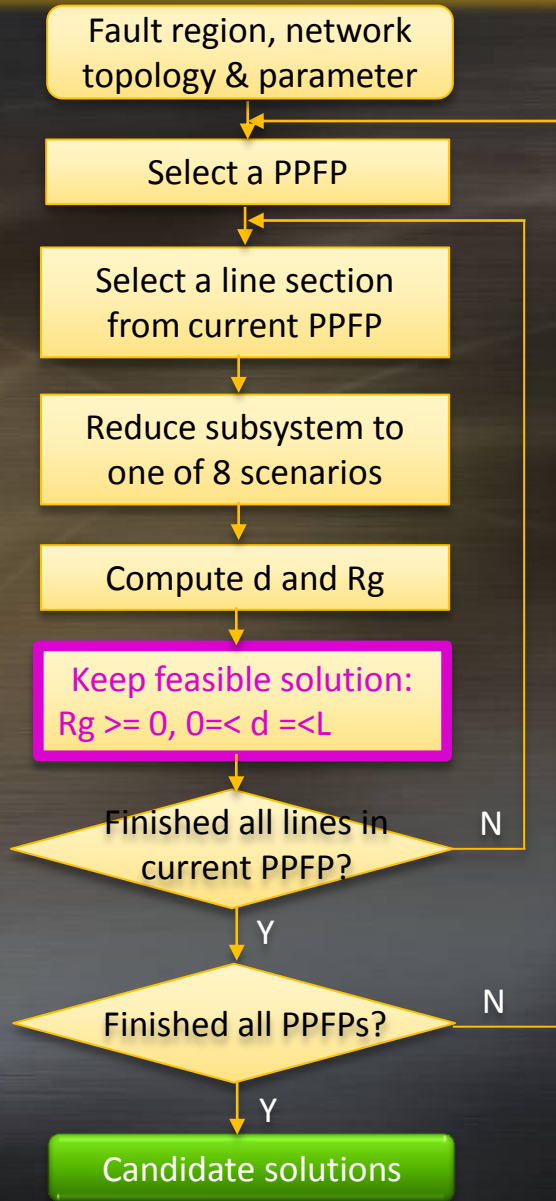 Fault region, network
topology & parameter
Select a PPFP
Select a line section
from current PPFP
Reduce subsystem to
one of 8 scenarios
Compute d and Rg
Keep feasible solution:
Rg >= 0, 0=< d =<L
Finished all lines in
current PPFP?
N
Y
Finished all PPFPs?
N
Y
Candidate solutions